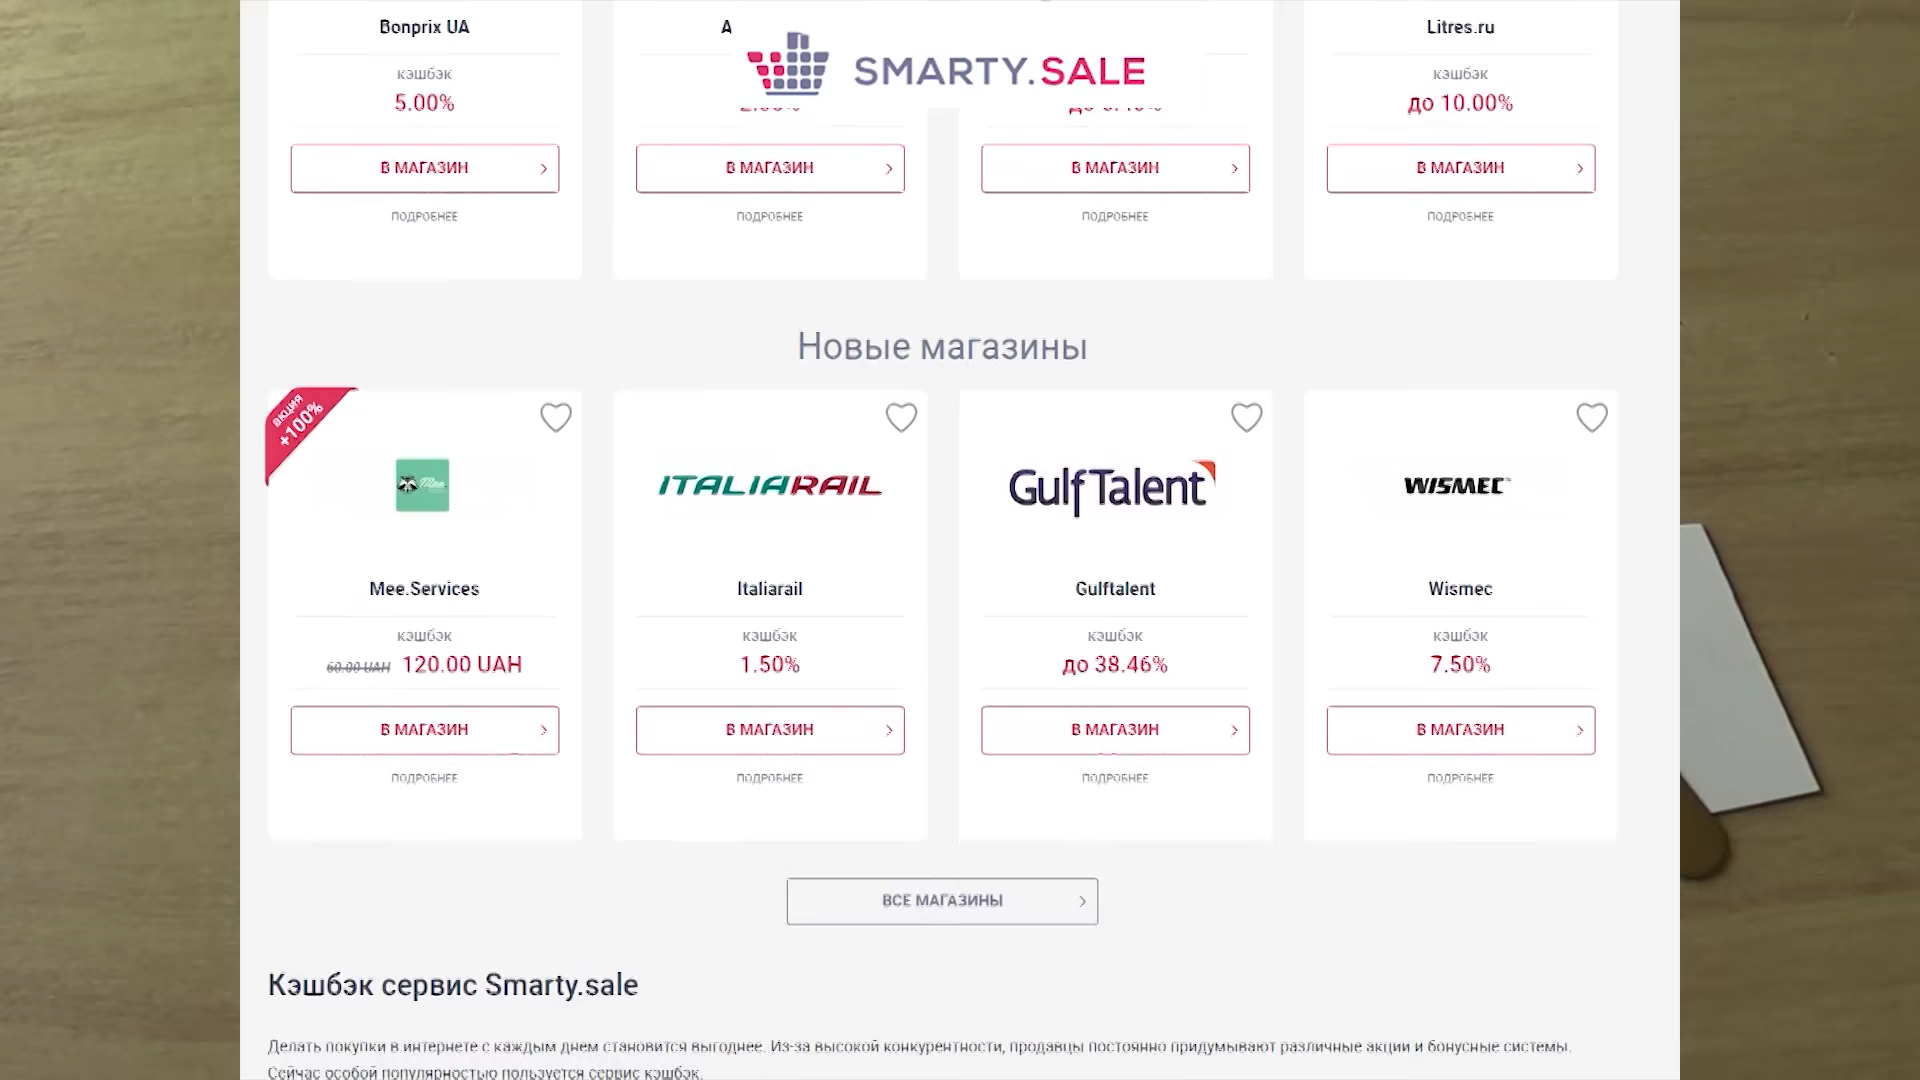 Bonprix UA
A
Litres.ru
SMARTY.SALE
кэшбэк
кэшбэк
5.00%
до 10.00%
В МАГАЗИН
В МАГАЗИН
В МАГАЗИН
В МАГАЗИН
ПОДРОБНЕЕ
ПОДРОБНЕЕ
ПОДРОБНЕЕ
ПОДРОБНЕЕ
Новые магазины
АКЦИЯ
+100%
Mee
ITALIARAIL
GulfTalent
WISMEC
Mee.Services
Italiarail
Gulftalent
Wismec
кэшбэк
кэшбэк
кэшбэк
кэшбэк
60.00 UAH 120.00 UAH
1.50%
до 38.46%
7.50%
В МАГАЗИН
В МАГАЗИН
В МАГАЗИН
В МАГАЗИН
ПОДРОБНЕЕ
ПОДРОБНЕЕ
ПОДРОБНЕЕ
ПОДРОБНЕЕ
ВСЕ МАГАЗИНЫ
Кэшбэк сервис Smarty.sale
Делать покупки в интернете с каждым днем становится выгоднее. Из-за высокой конкурентности, продавцы постоянно придумывают различные акции и бонусные системы.
Сейчас особой популярностью пользуется сервис кэшбэк.